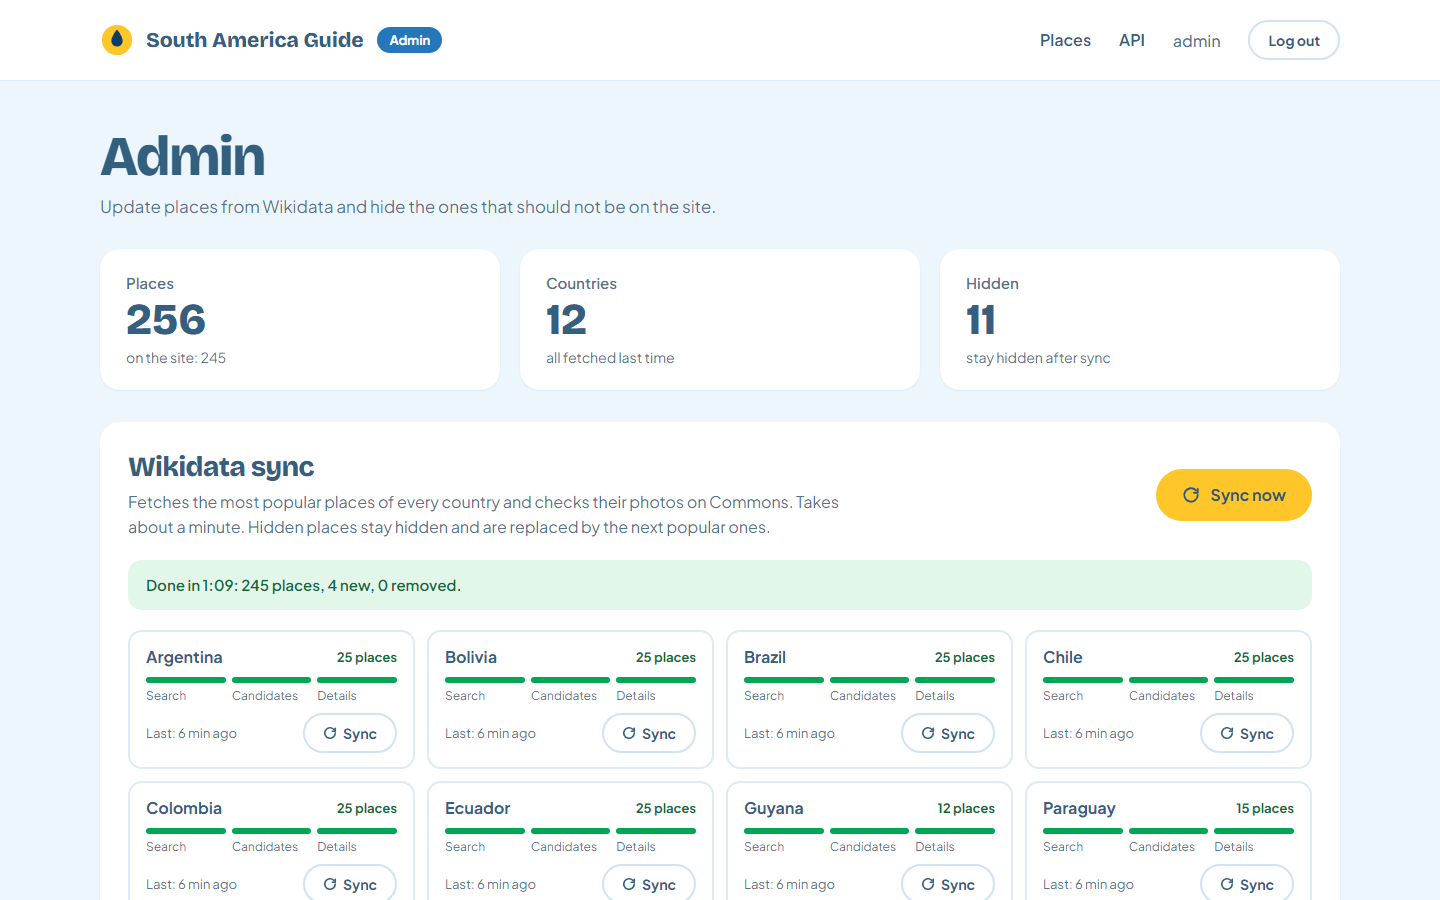 South America Guide Admin Places API admin Log out
Admin
Update places from Wikidata and hide the ones that should not be on the site.
Places
256
on the site: 245
Countries
12
all fetched last time
Hidden
11
stay hidden after sync
Wikidata sync
Fetches the most popular places of every country and checks their photos on Commons. Takes
about a minute. Hidden places stay hidden and are replaced by the next popular ones.
Sync now
Done in 1:09: 245 places, 4 new, 0 removed.
Argentina 25 places
Search Candidates Details
Last: 6 min ago Sync
Bolivia 25 places
Search Candidates Details
Last: 6 min ago Sync
Brazil 25 places
Search Candidates Details
Last: 6 min ago Sync
Chile 25 places
Search Candidates Details
Last: 6 min ago Sync
Colombia 25 places
Search Candidates Details
Last: 6 min ago Sync
Ecuador 25 places
Search Candidates Details
Last: 6 min ago Sync
Guyana 12 places
Search Candidates Details
Last: 6 min ago Sync
Paraguay 15 places
Search Candidates Details
Last: 6 min ago Sync